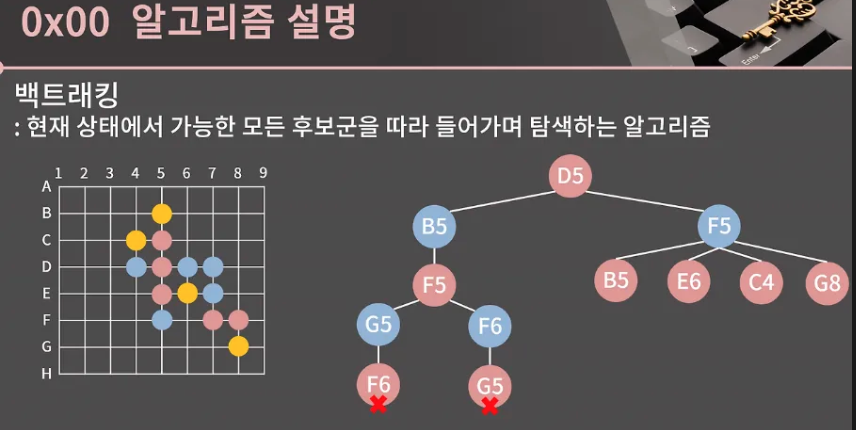 0x00 알고리즘 설명
Enter
백트래킹
: 현재 상태에서 가능한 모든 후보군을 따라 들어가며 탐색하는 알고리즘
1 2 3 4 5 6 7 8 9
A
B
C
D
E
F
G
H
D5
B5 F5
F5 B5 E6 C4 G8
G5 F6
F6 G5